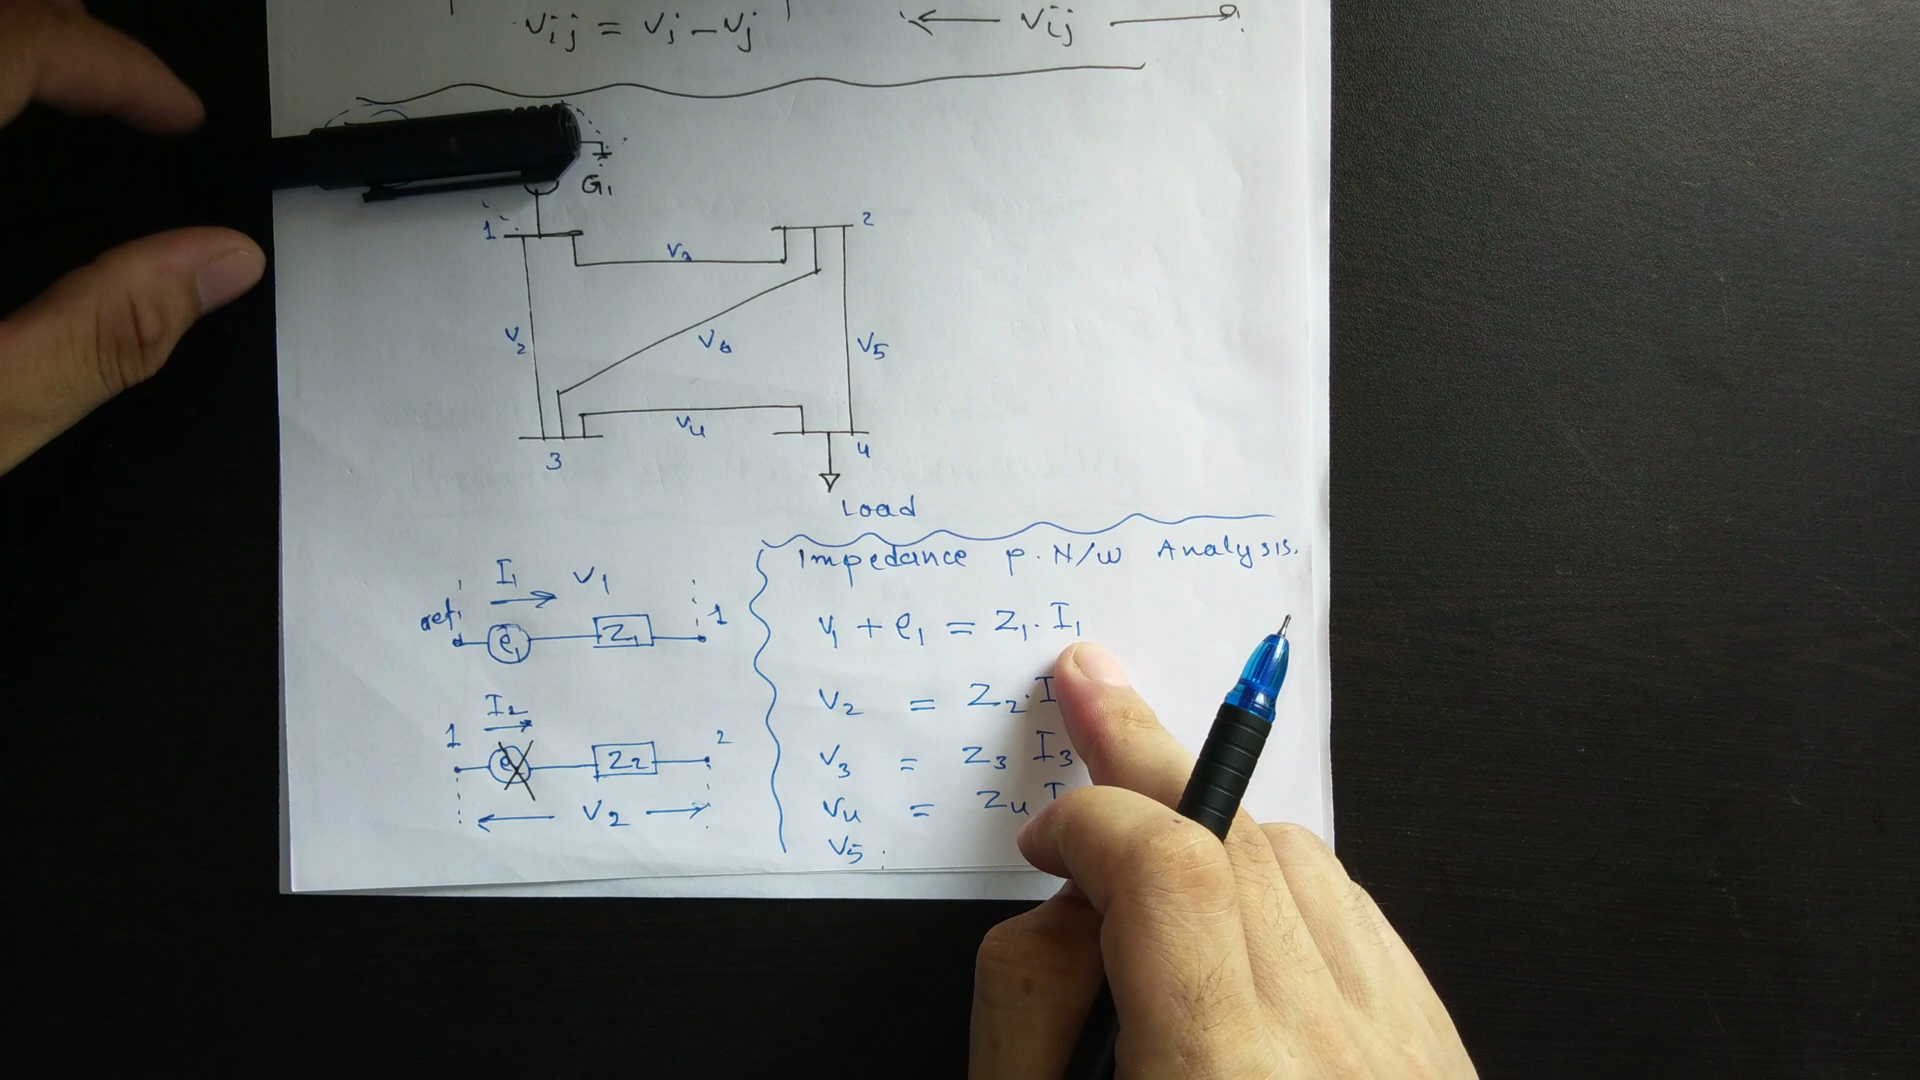 Vij = Vi - Vj
Vij
G1
1
2
V3
V2
V6
V5
V4
3
4
Load
Impedance p. N/W Analysis.
I1 V1
ref.
e1 Z1 1
V1 + e1 = Z1 . I1
V2 = Z2 . I
V3 = Z3 I3
V4 = Z4 I
V5 .
I2
1 2
Z2
V2